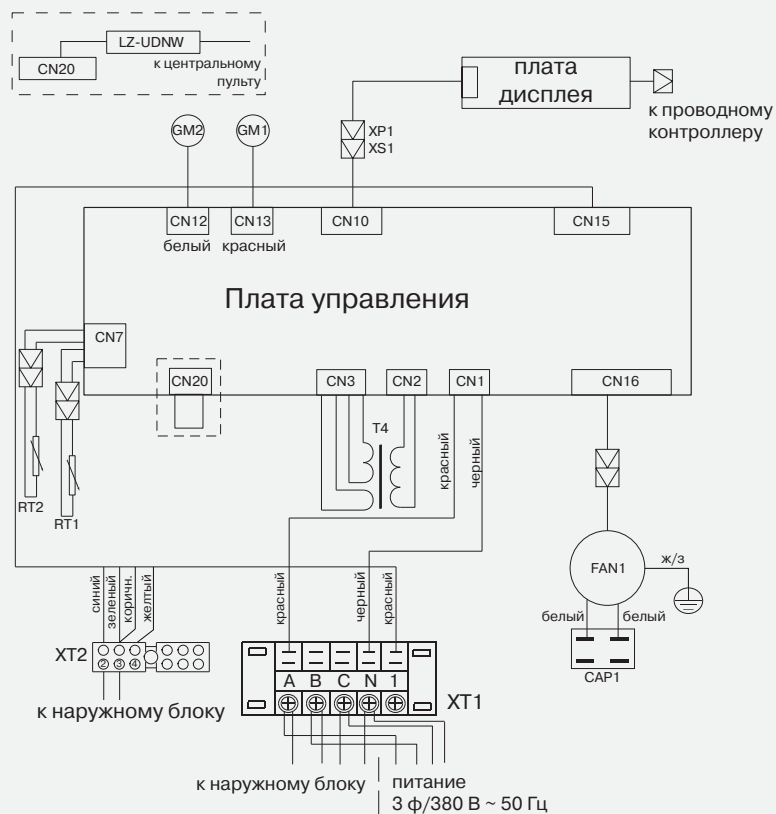 LZ-UDNW
CN20
к центральному
пульту
плата
дисплея
к проводному
контроллеру
GM2
GM1
XP1
XS1
CN12
CN13
CN10
CN15
белый
красный
Плата управления
CN7
CN20
CN3
CN2
CN1
CN16
T4
красный
черный
RT2
RT1
FAN1
ж/з
синий
зеленый
коричн.
желтый
красный
черный
красный
белый
белый
CAP1
XT2
2 3 4
A B C N 1
XT1
к наружному блоку
к наружному блоку
питание
3 ф/380 В ~ 50 Гц